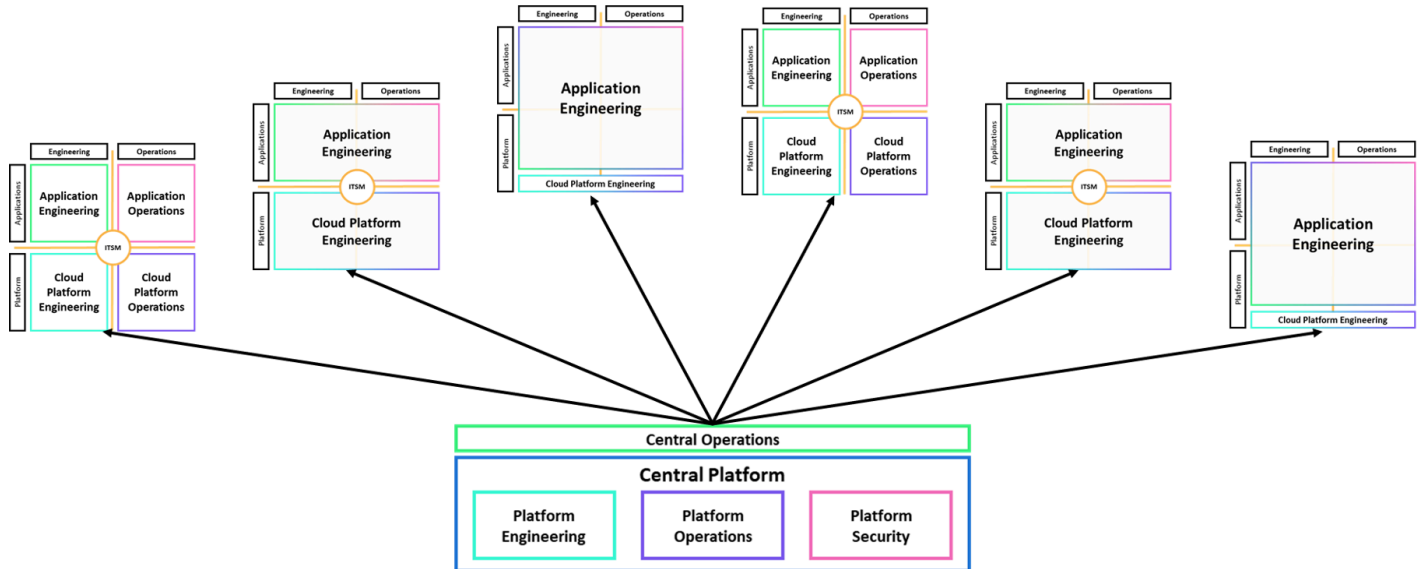 Engineering
Operations
Applications
Platform
Application
Engineering
Application
Operations
ITSM
Cloud
Platform
Engineering
Cloud
Platform
Operations
Engineering
Operations
Applications
Platform
Application
Engineering
ITSM
Cloud Platform
Engineering
Engineering
Operations
Applications
Platform
Application
Engineering
Cloud Platform Engineering
Engineering
Operations
Applications
Platform
Application
Engineering
Application
Operations
ITSM
Cloud
Platform
Engineering
Cloud
Platform
Operations
Engineering
Operations
Applications
Platform
Application
Engineering
ITSM
Cloud Platform
Engineering
Engineering
Operations
Applications
Platform
Application
Engineering
Cloud Platform Engineering
Central Operations
Central Platform
Platform
Engineering
Platform
Operations
Platform
Security